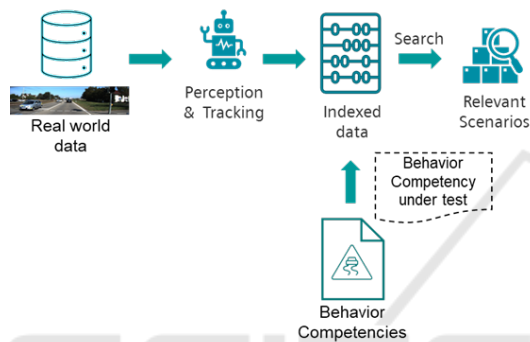 Search
Perception
& Tracking
Indexed
data
Relevant
Scenarios
Real world
data
Behavior
Competency
under test
Behavior
Competencies